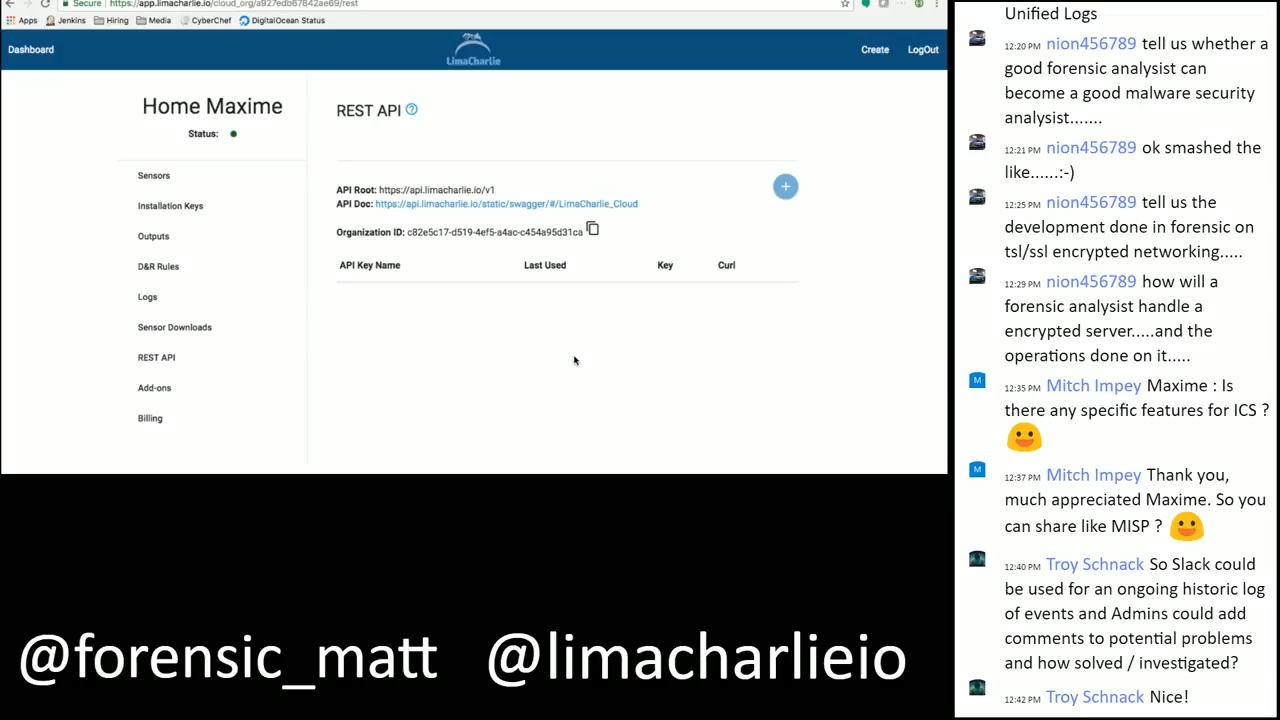 Secure
https://app.limacharlie.io/cloud_org/a927edb67842ae69/rest
Apps Jenkins Hiring Media CyberChef DigitalOcean Status
Dashboard
LimaCharlie
Create LogOut
Home Maxime
Status:
Sensors
Installation Keys
Outputs
D&R Rules
Logs
Sensor Downloads
REST API
Add-ons
Billing
REST API ?
+
API Root: https://api.limacharlie.io/v1
API Doc: https://api.limacharlie.io/static/swagger/#/LimaCharlie_Cloud
Organization ID: c82e5c17-d519-4ef5-a4ac-c454a95d31ca
API Key Name Last Used Key Curl
@forensic_matt @limacharlieio
Unified Logs
12:20 PM nion456789 tell us whether a
good forensic analyst can
become a good malware security
analyst.......
12:21 PM nion456789 ok smashed the
like......:-)
12:25 PM nion456789 tell us the
development done in forensic on
tsl/ssl encrypted networking.....
12:29 PM nion456789 how will a
forensic analyst handle a
encrypted server.....and the
operations done on it.....
M
12:35 PM Mitch Impey Maxime : Is
there any specific features for ICS ?
M
12:37 PM Mitch Impey Thank you,
much appreciated Maxime. So you
can share like MISP ?
12:40 PM Troy Schnack So Slack could
be used for an ongoing historic log
of events and Admins could add
comments to potential problems
and how solved / investigated?
12:42 PM Troy Schnack Nice!